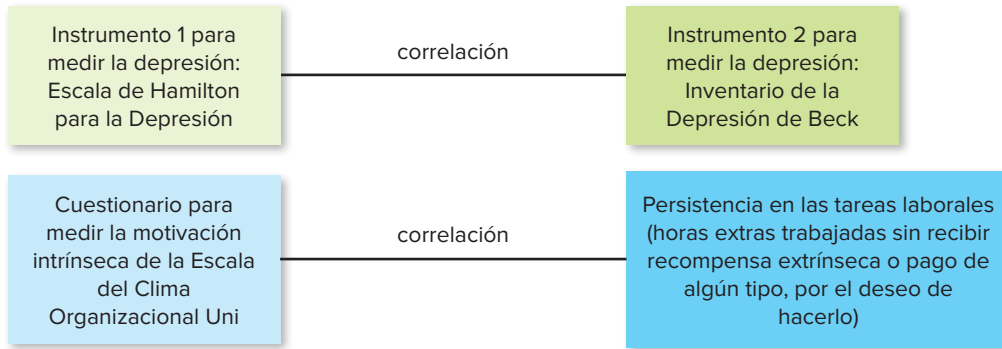 Instrumento 1 para
medir la depresión:
Escala de Hamilton
para la Depresión
correlación
Instrumento 2 para
medir la depresión:
Inventario de la
Depresión de Beck
Cuestionario para
medir la motivación
intrínseca de la Escala
del Clima
Organizacional Uni
correlación
Persistencia en las tareas laborales
(horas extras trabajadas sin recibir
recompensa extrínseca o pago de
algún tipo, por el deseo de
hacerlo)